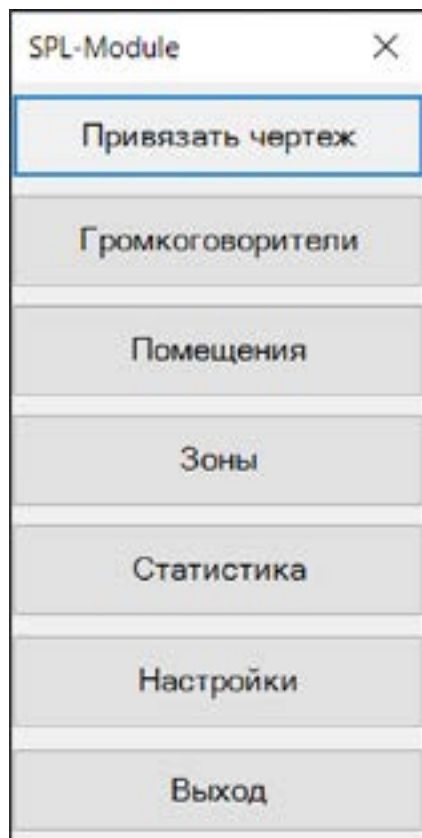 SPL-Module
Привязать чертеж
Громкоговорители
Помещения
Зоны
Статистика
Настройки
Выход